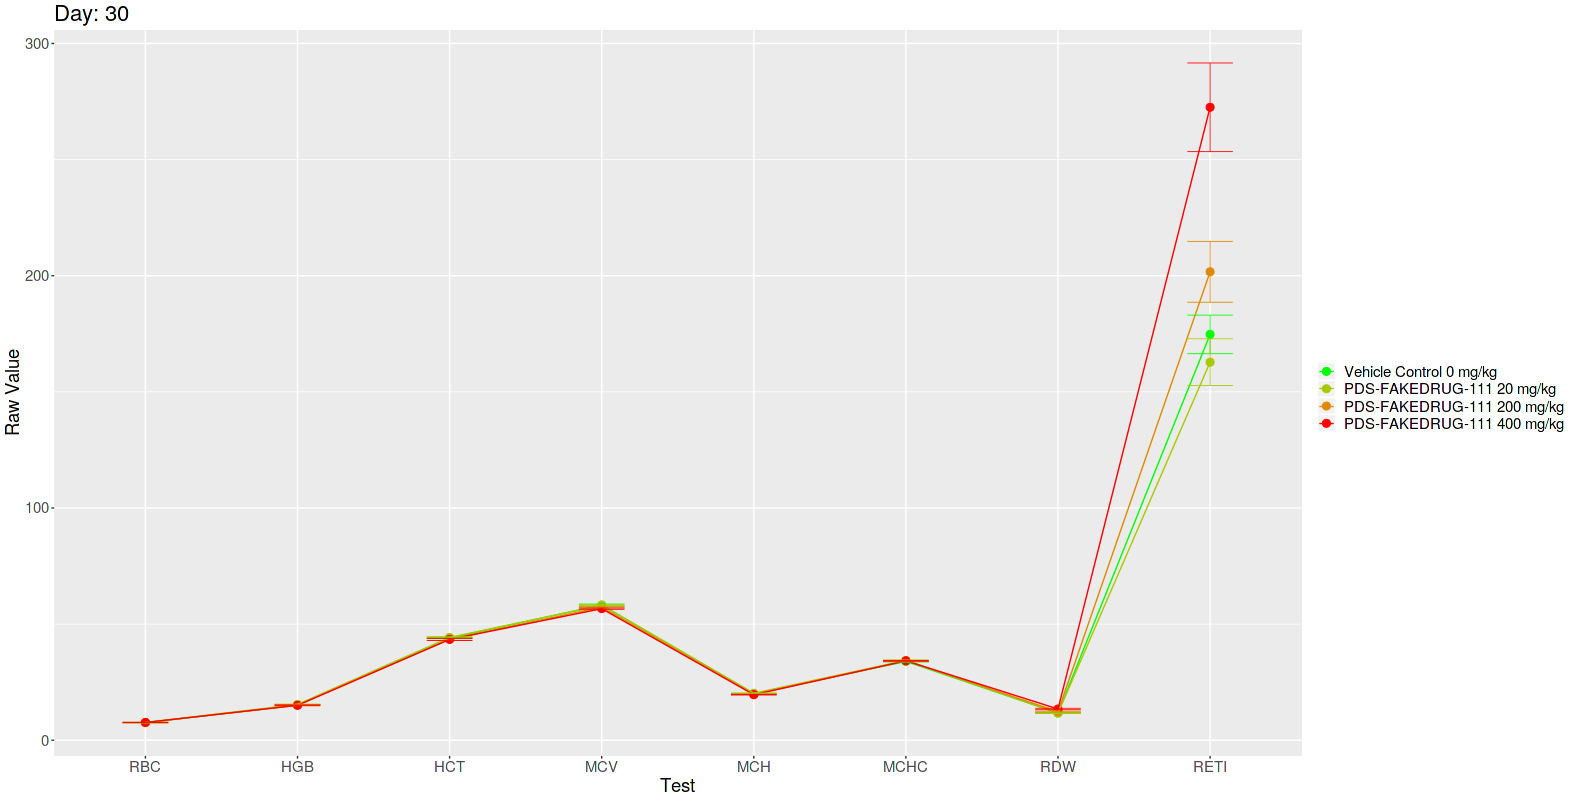 Day: 30
300
200
100
0
Raw Value
RBC HGB HCT MCV MCH MCHC RDW RETI
Test
Vehicle Control 0 mg/kg
PDS-FAKEDRUG-111 20 mg/kg
PDS-FAKEDRUG-111 200 mg/kg
PDS-FAKEDRUG-111 400 mg/kg